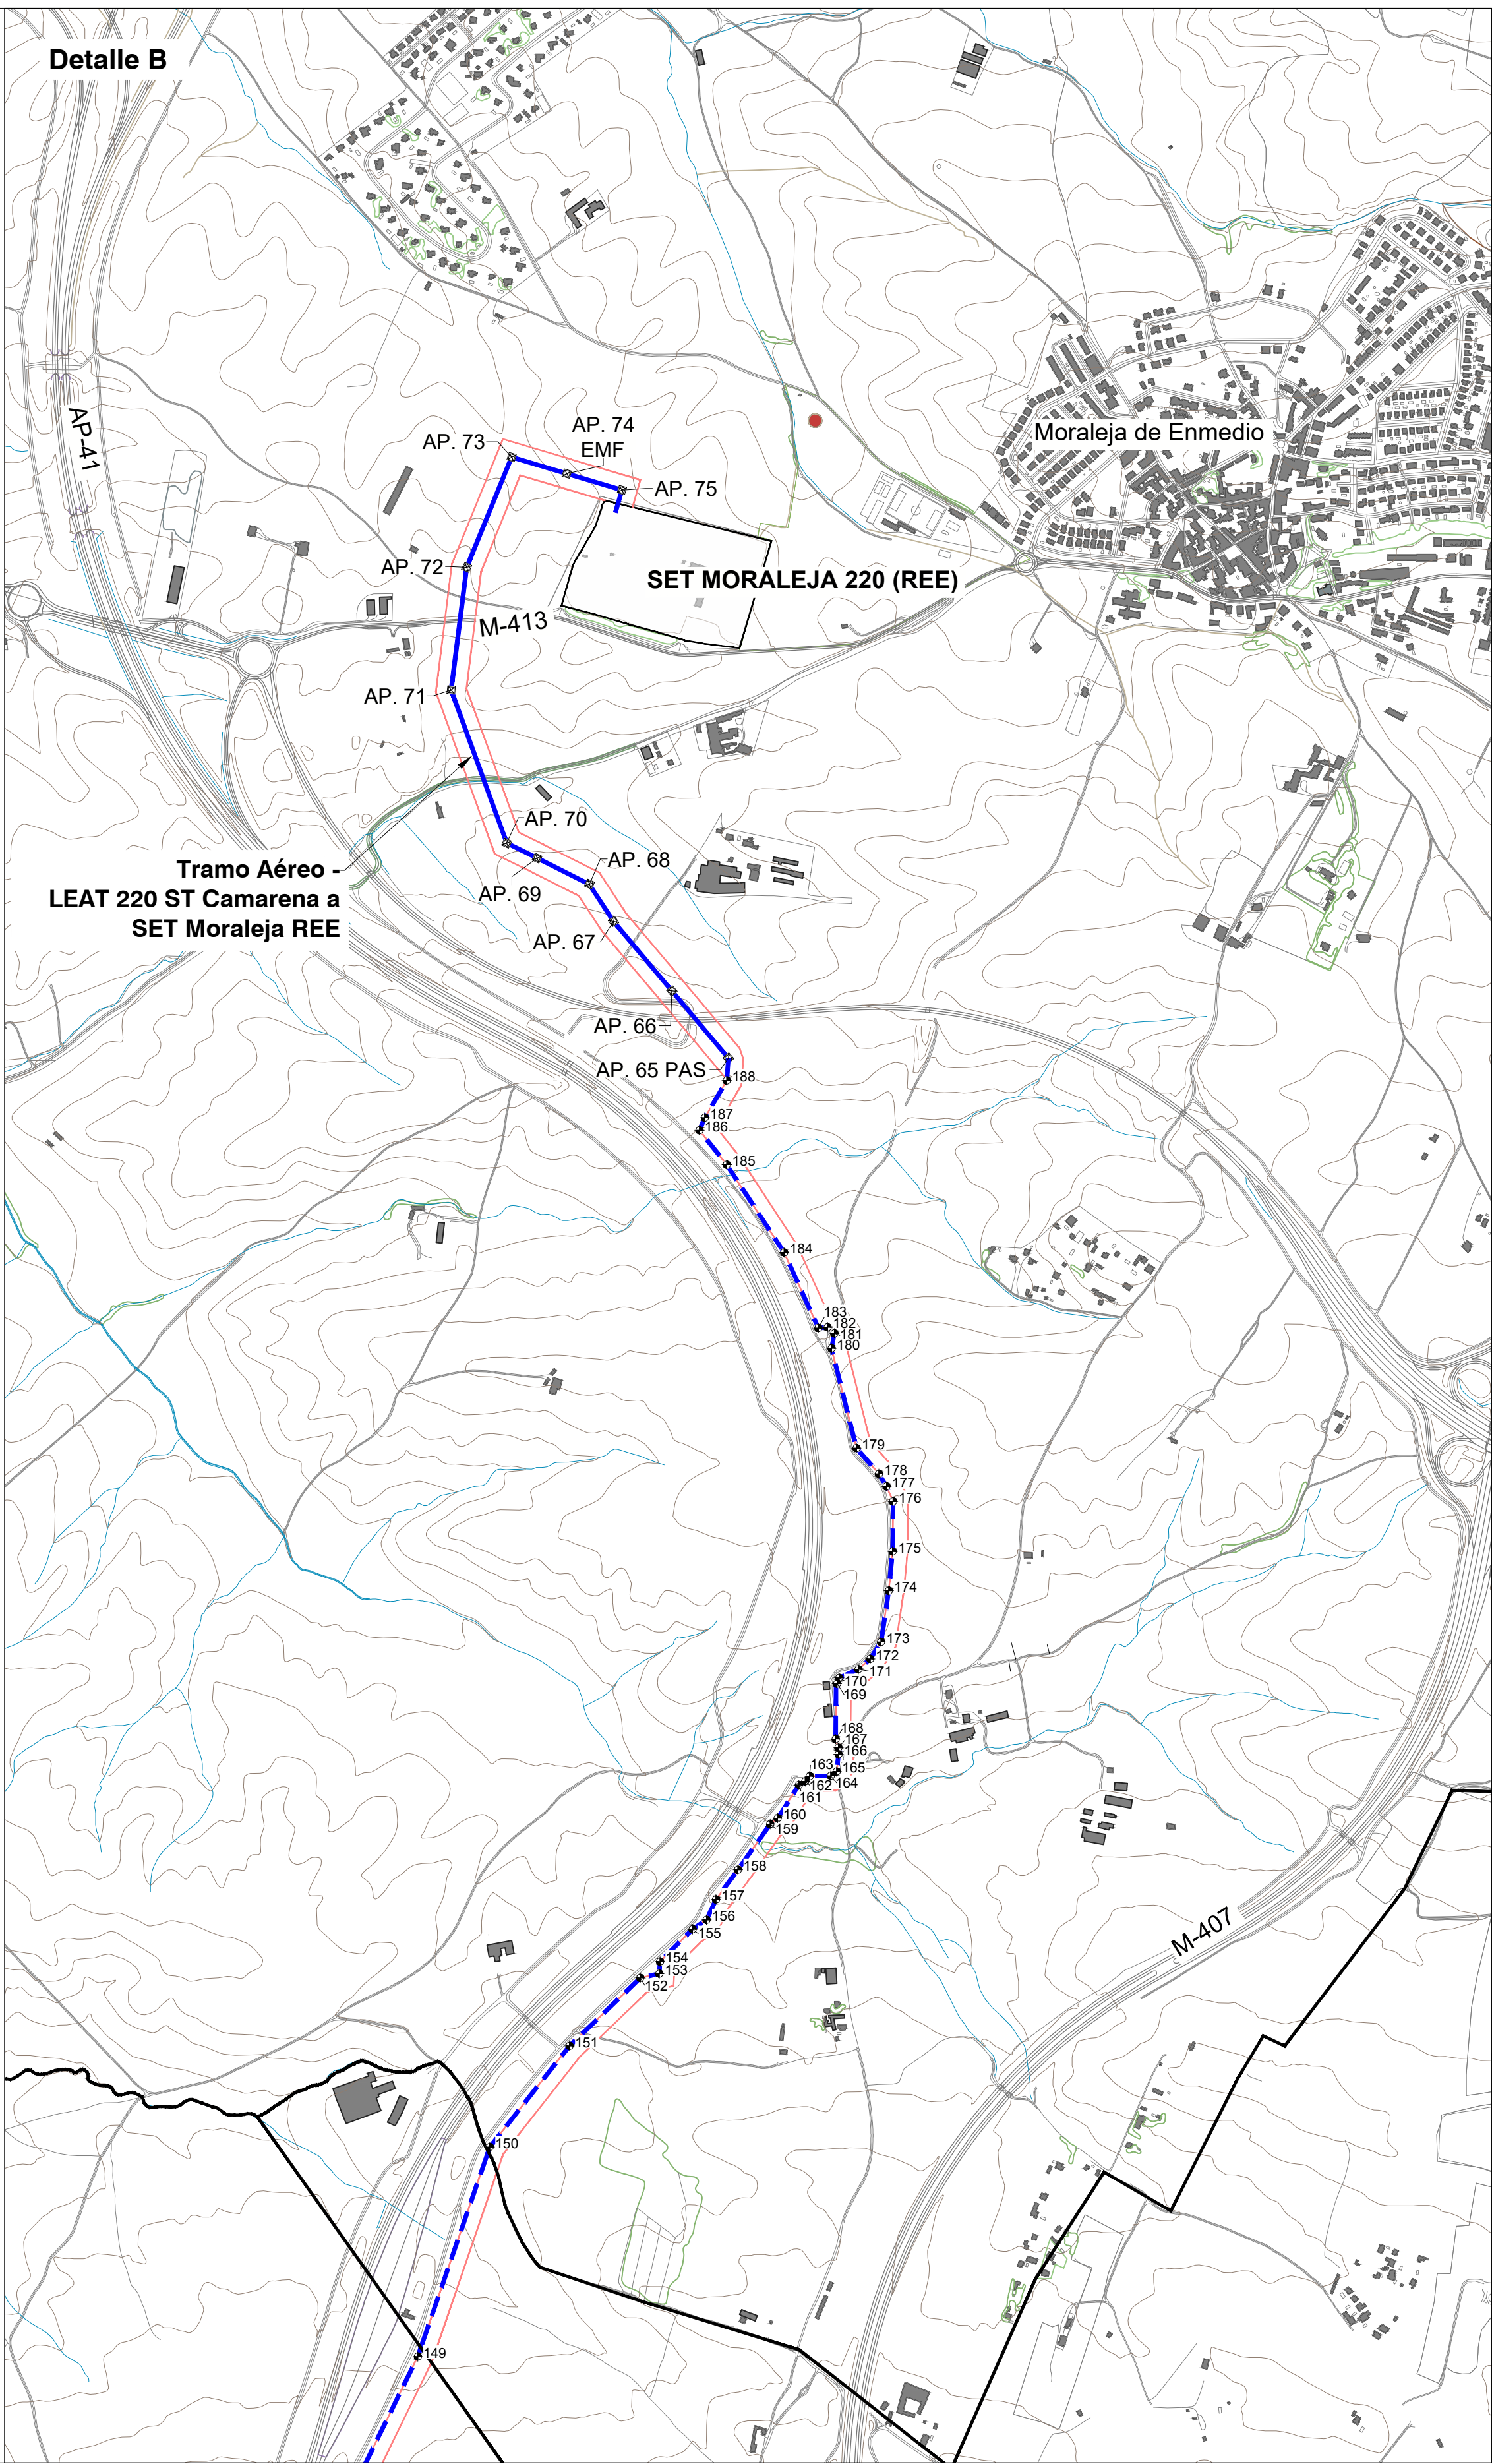 Detalle B
AP-41
AP. 73
AP. 74
EMF
AP. 75
Moraleja de Enmedio
AP. 72
SET MORALEJA 220 (REE)
M-413
AP. 71
AP. 70
Tramo Aéreo -
LEAT 220 ST Camarena a
SET Moraleja REE
AP. 68
AP. 69
AP. 67
AP. 66
AP. 65 PAS
188
187
186
185
184
183
182
181
180
179
178
177
176
175
174
173
172
171
170
169
168
167
166
165
164
163
162
161
160
159
158
157
156
155
154
153
152
M-407
151
150
149